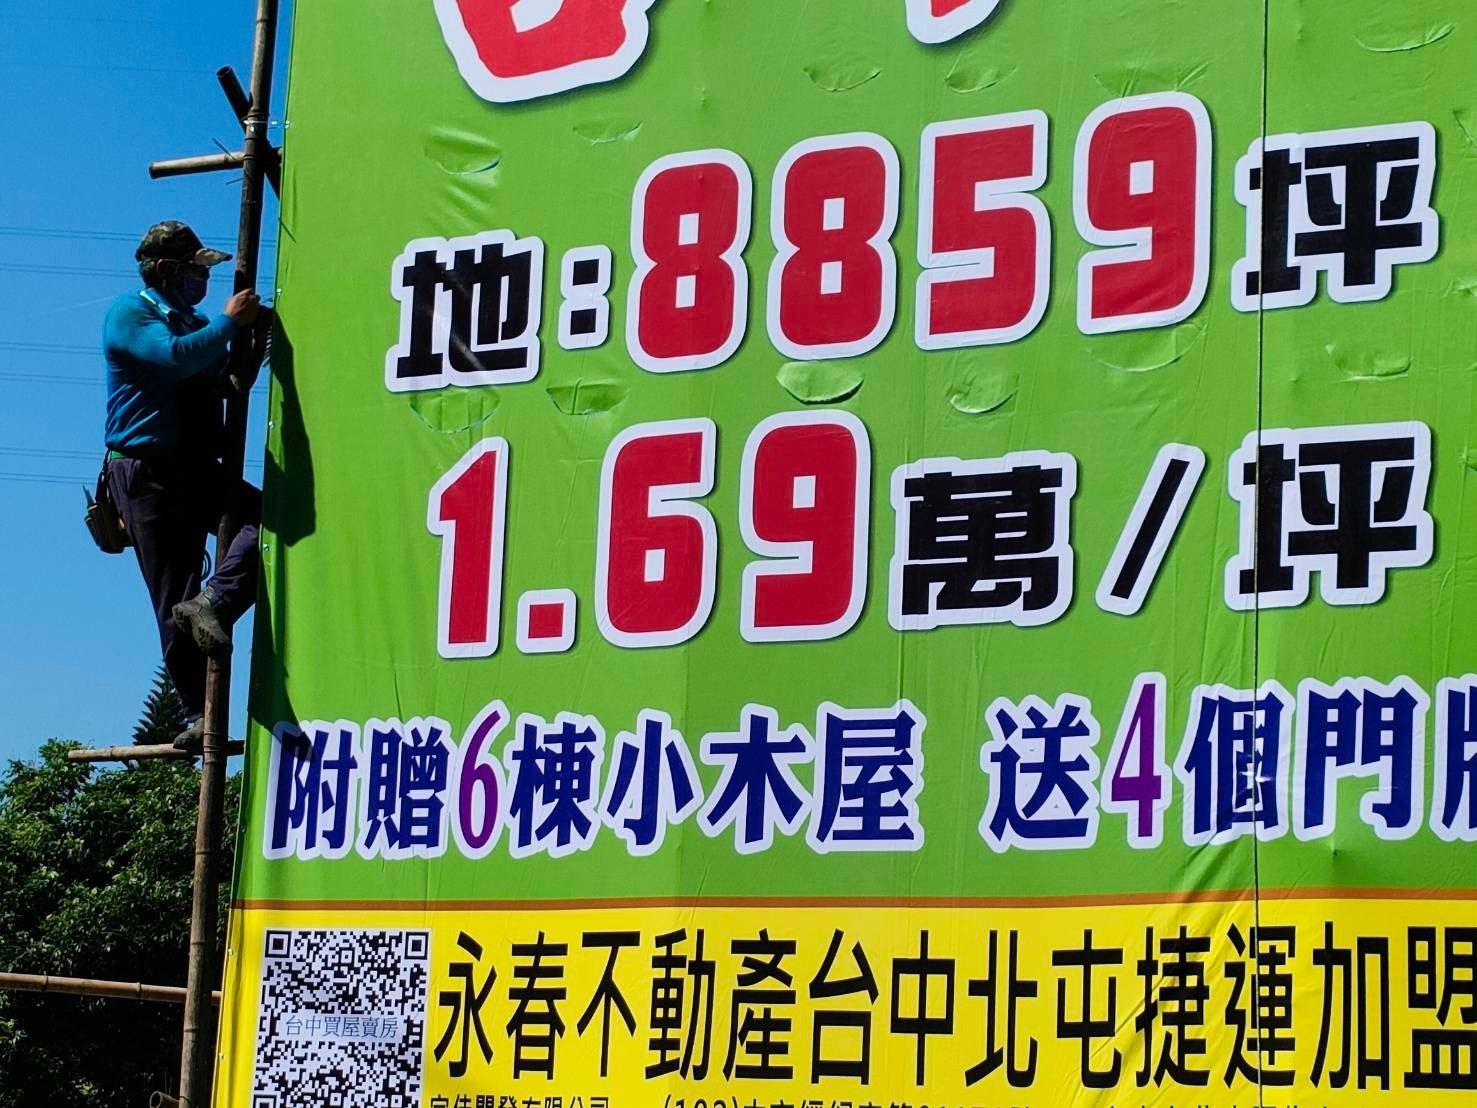 地:8859坪
1.69萬/坪
附贈6棟小木屋 送4個門牌
台中買屋賣房
永春不動產台中北屯捷運加盟